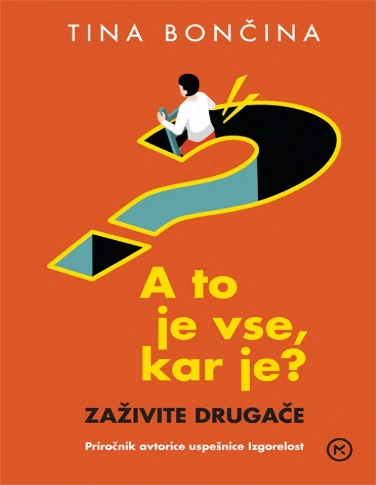 TINA BONČINA
A to
je vse,
kar je?
ZAŽIVITE DRUGAČE
Priročnik avtorice uspešnice Izgorelost